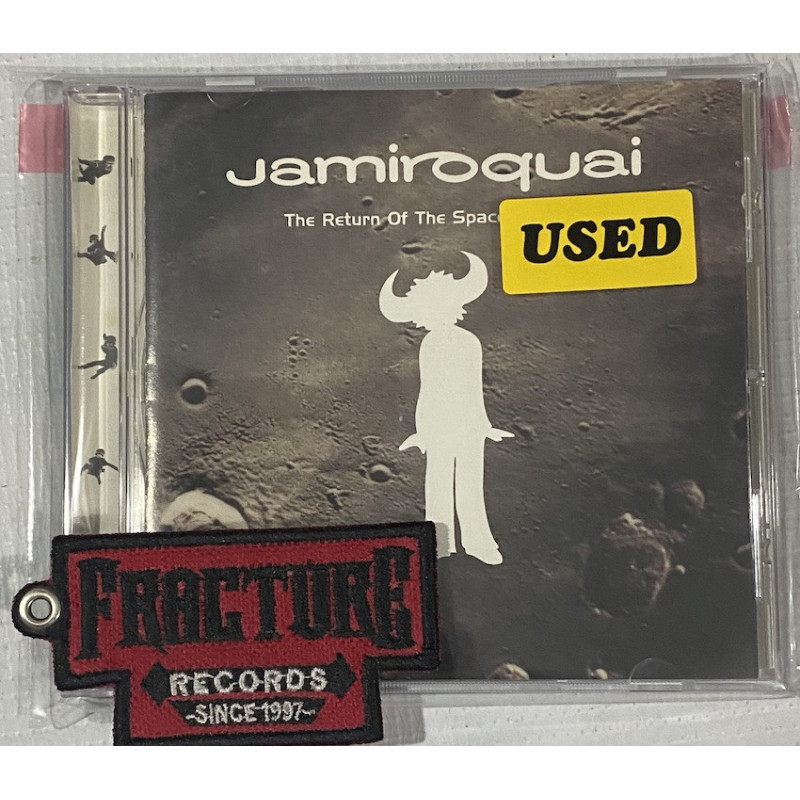 Jamiroquai
The Return Of The Spac
USED
FRACTURE
RECORDS
-SINCE 1997-